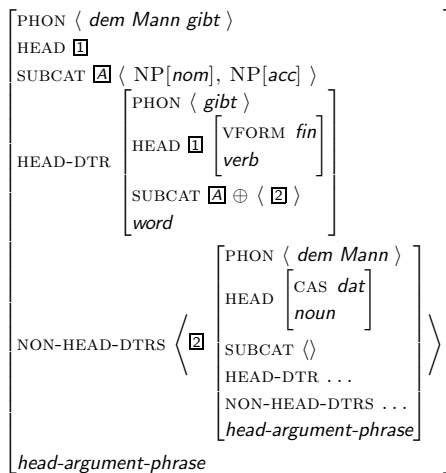 PHON ⟨ dem Mann gibt ⟩
HEAD 1
SUBCAT A ⟨ NP[nom], NP[acc] ⟩
HEAD-DTR
PHON ⟨ gibt ⟩
HEAD 1
VFORM fin
verb
SUBCAT A ⊕ ⟨ 2 ⟩
word
NON-HEAD-DTRS ⟨ 2
PHON ⟨ dem Mann ⟩
HEAD
CAS dat
noun
SUBCAT ⟨⟩
HEAD-DTR ...
NON-HEAD-DTRS ...
head-argument-phrase
⟩
head-argument-phrase